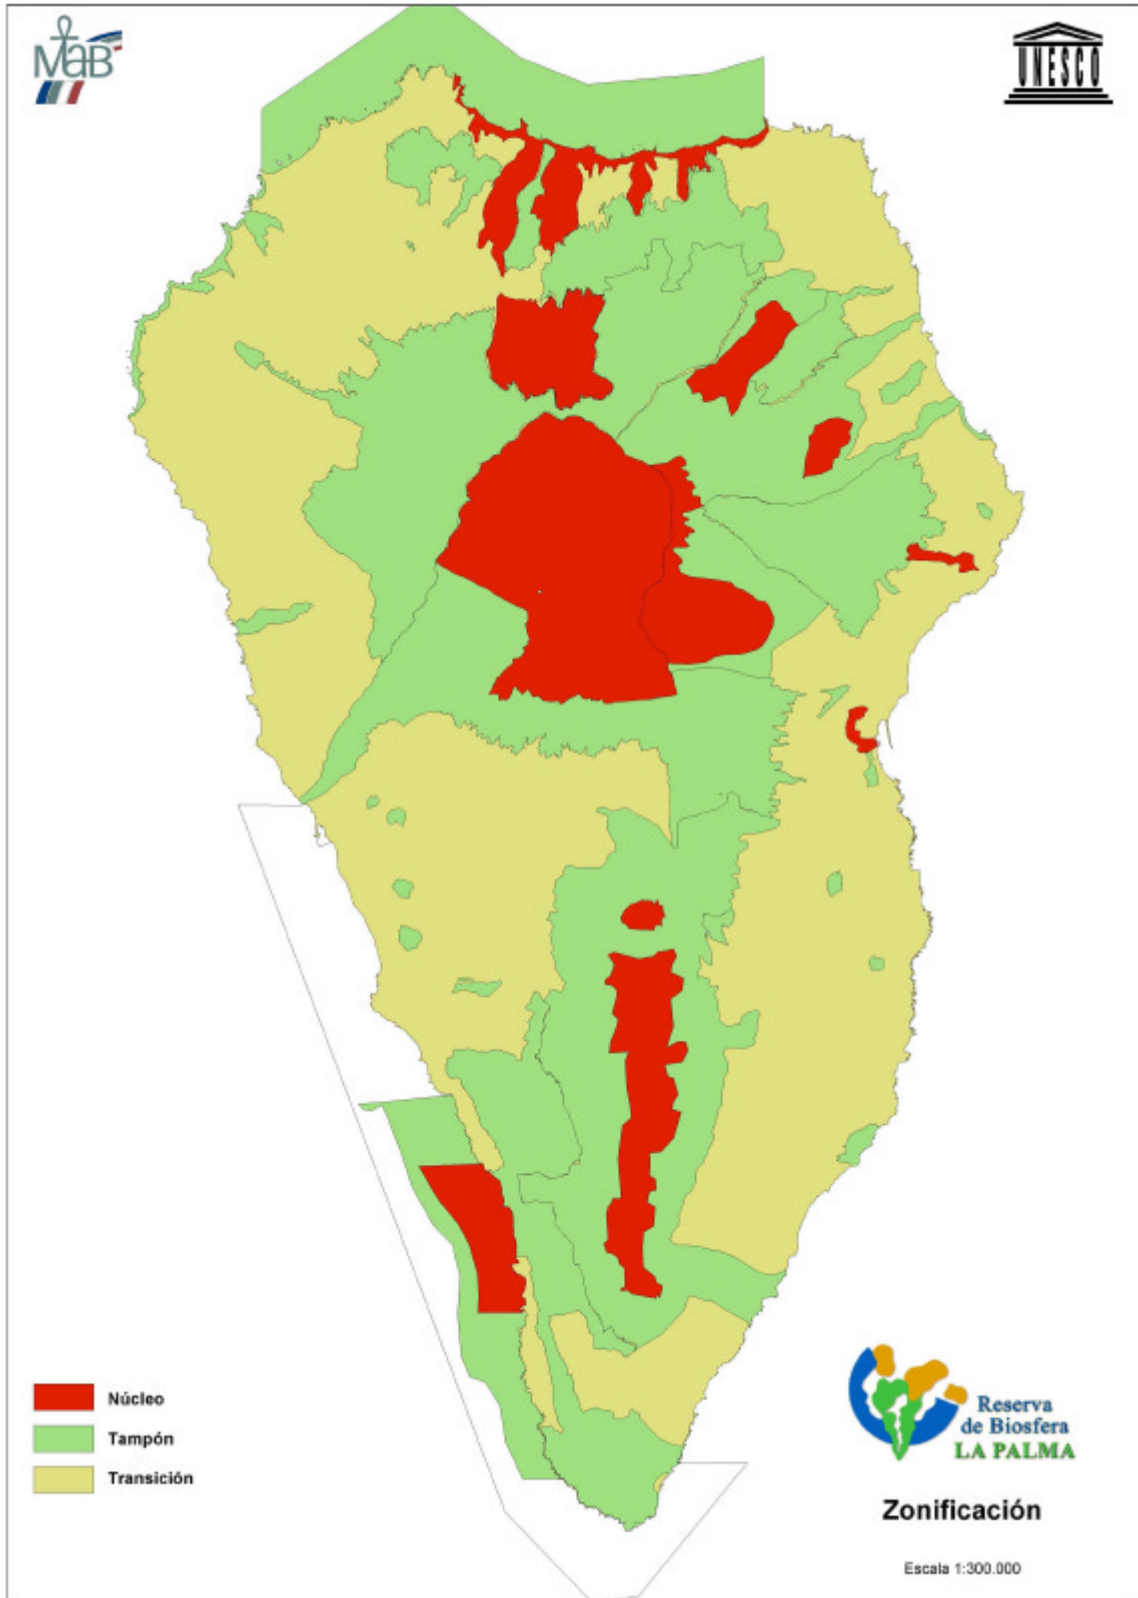 MaB
UNESCO
Núcleo
Tampón
Transición
Reserva
de Biosfera
LA PALMA
Zonificación
Escala 1:300.000